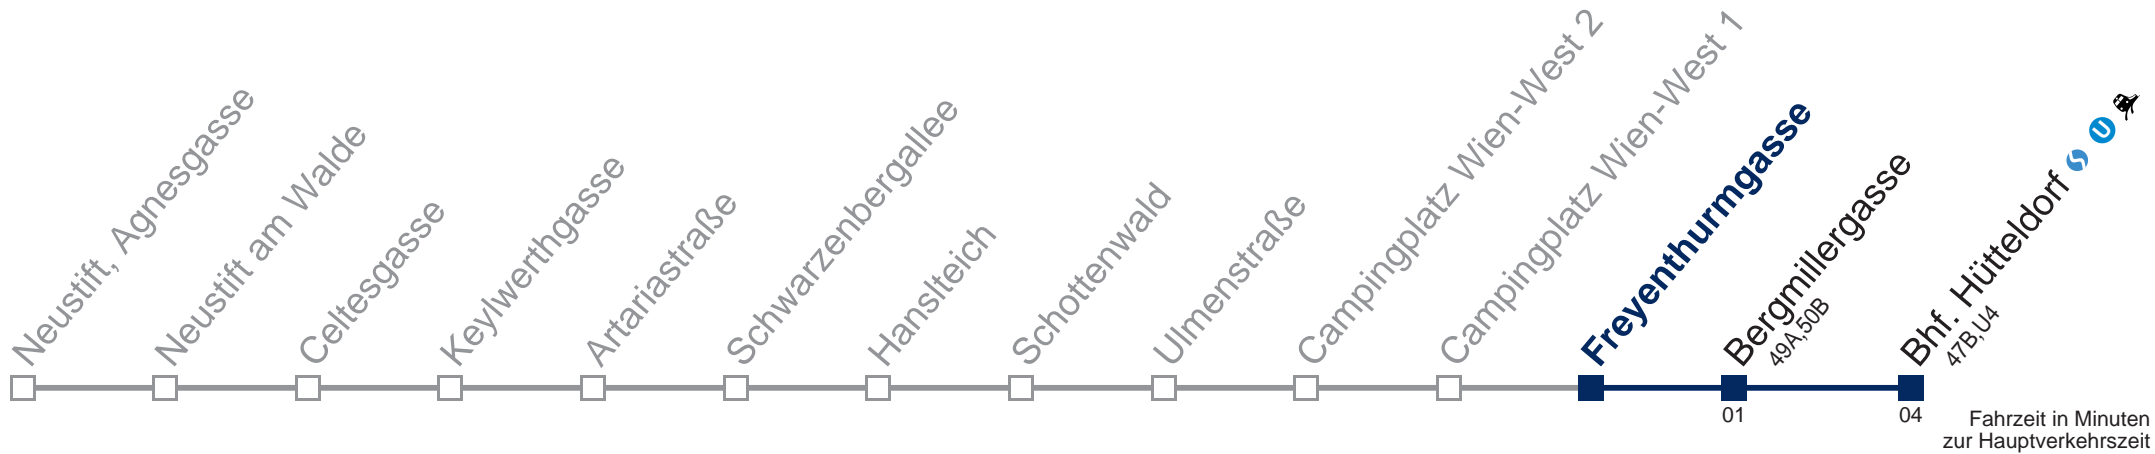 Neustift, Agnesgasse
Neustift am Walde
Celtesgasse
Keylwerthgasse
Artariastraße
Schwarzenbergallee
Hanslteich
Schottenwald
Ulmenstraße
Campingplatz Wien-West 2
Campingplatz Wien-West 1
Freyenthurmgasse
Bergmillergasse
49A,50B
Bhf. Hütteldorf U
47B,U4
01
04
Fahrzeit in Minuten
zur Hauptverkehrszeit